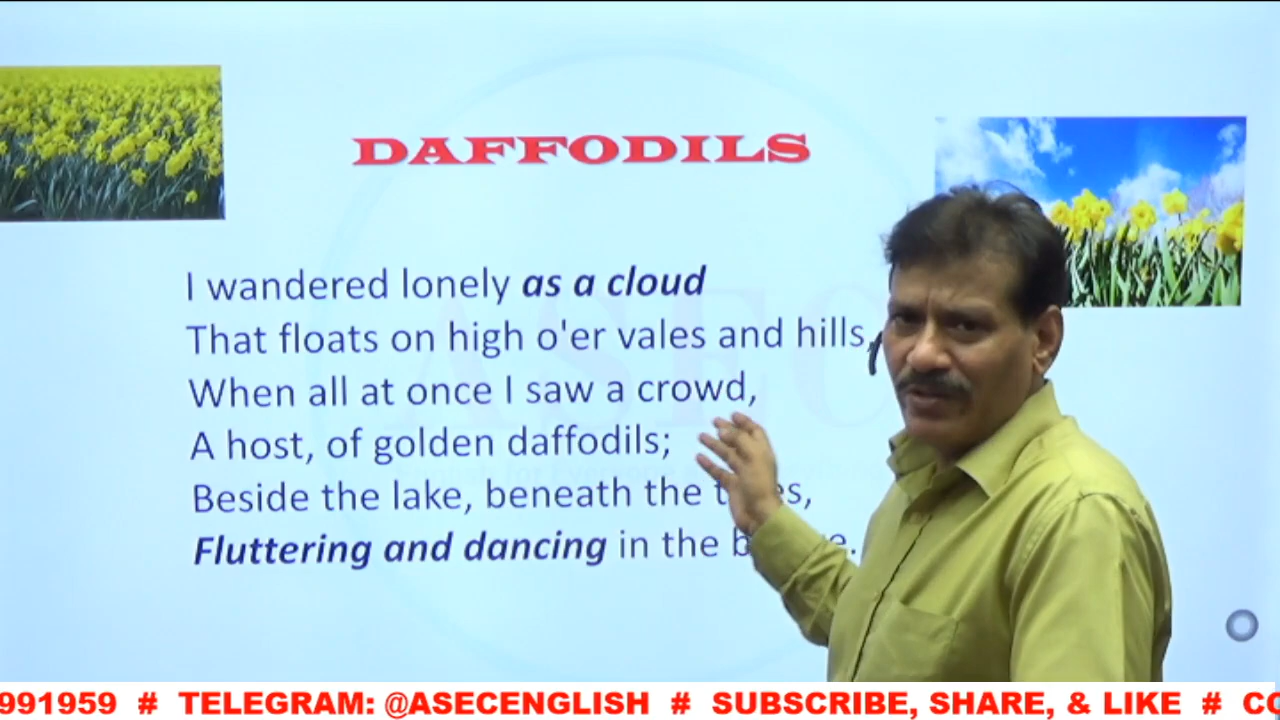 DAFFODILS
I wandered lonely as a cloud
That floats on high o'er vales and hills,
When all at once I saw a crowd,
A host, of golden daffodils;
Beside the lake, beneath the
Fluttering and dancing in the
991959 # TELEGRAM: @ASECENGLISH # SUBSCRIBE, SHARE, & LIKE #